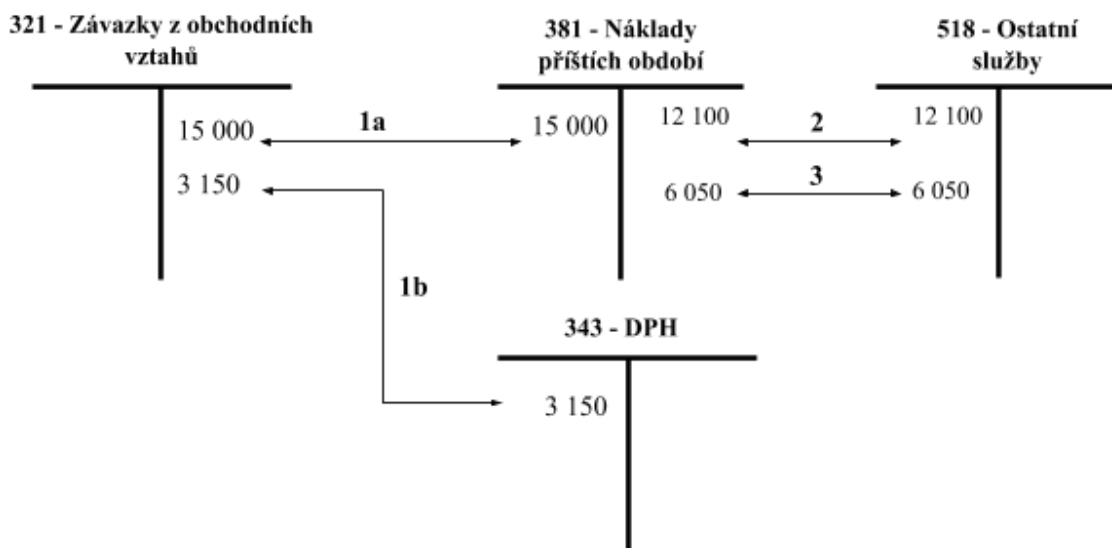 321 - Závazky z obchodních
vztahů
381 - Náklady
příštích období
518 - Ostatní
služby
15 000
1a
15 000
12 100
2
12 100
3 150
6 050
3
6 050
1b
343 - DPH
3 150